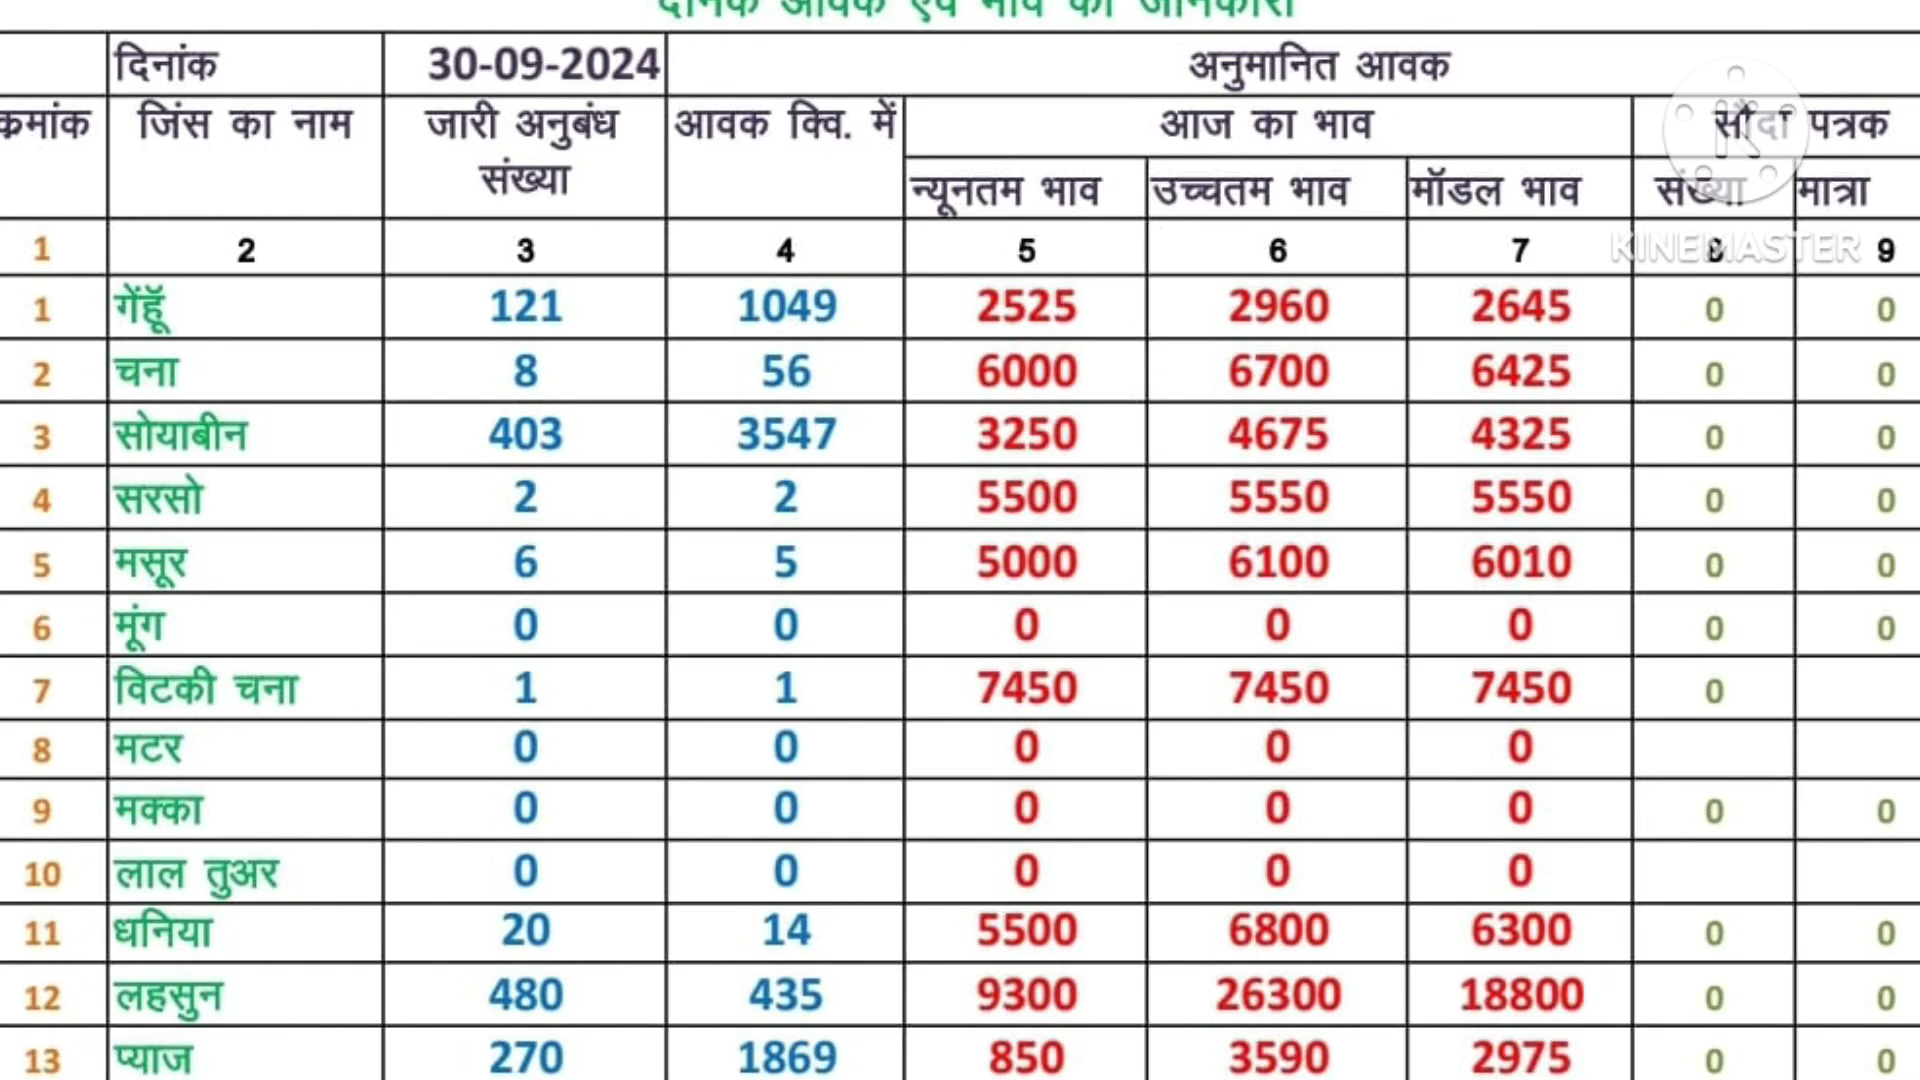 दैनिक आवक एवं भाव की जानकारी
दिनांक 30-09-2024 अनुमानित आवक
क्रमांक जिंस का नाम जारी अनुबंध संख्या आवक क्वि. में आज का भाव सौदा पत्रक
न्यूनतम भाव उच्चतम भाव मॉडल भाव संख्या मात्रा
KINEMASTER
1 2 3 4 5 6 7 8 9
1 गेंहूॅ 121 1049 2525 2960 2645 0 0
2 चना 8 56 6000 6700 6425 0 0
3 सोयाबीन 403 3547 3250 4675 4325 0 0
4 सरसो 2 2 5500 5550 5550 0 0
5 मसूर 6 5 5000 6100 6010 0 0
6 मूंग 0 0 0 0 0 0 0
7 विटकी चना 1 1 7450 7450 7450 0
8 मटर 0 0 0 0 0
9 मक्का 0 0 0 0 0 0 0
10 लाल तुअर 0 0 0 0 0
11 धनिया 20 14 5500 6800 6300 0 0
12 लहसुन 480 435 9300 26300 18800 0 0
13 प्याज 270 1869 850 3590 2975 0 0